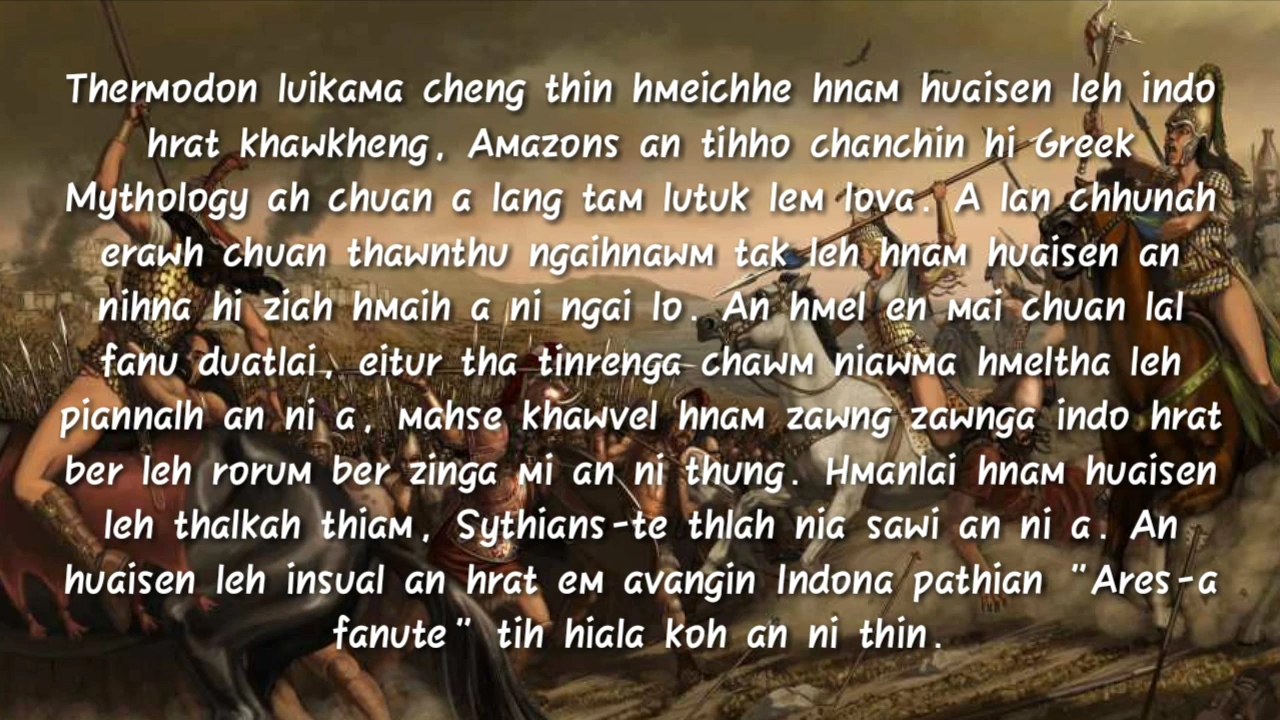 Thermodon luikama cheng thin hmeichhe hnam huaisen leh indo
hrat khawkheng, Amazons an tihho chanchin hi Greek
Mythology ah chuan a lang tam lutuk lem lova. A lan chhunah
erawh chuan thawnthu ngaihnawm tak leh hnam huaisen an
nihna hi ziah hmaih a ni ngai lo. An hmel en mai chuan lal
fanu duatlai, eitur tha tinrenga chawm niawma hmeltha leh
piannalh an ni a, mahse khawvel hnam zawng zawnga indo hrat
ber leh rorum ber zinga mi an ni thung. Hmanlai hnam huaisen
leh thalkah thiam, Sythians-te thlah nia sawi an ni a. An
huaisen leh insual an hrat em avangin Indona pathian "Ares-a
fanute" tih hiala koh an ni thin.